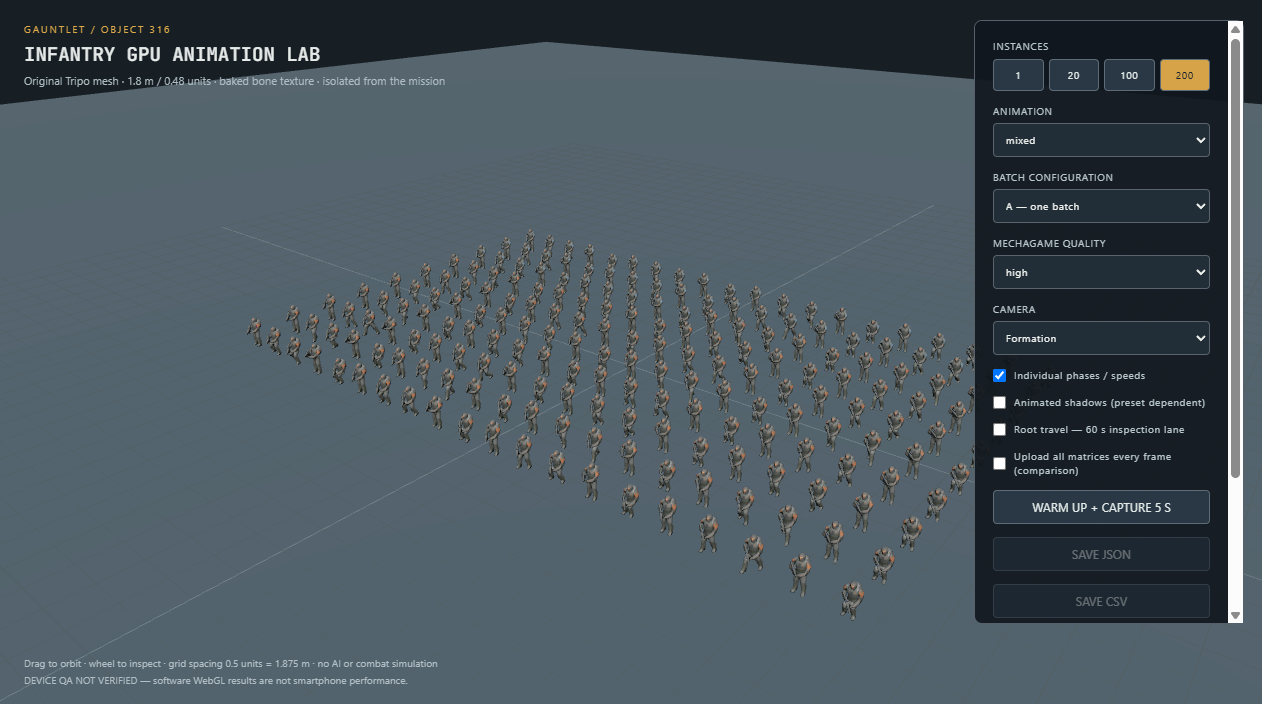 GAUNTLET / OBJECT 316
INFANTRY GPU ANIMATION LAB
Original Tripo mesh · 1.8 m / 0.48 units · baked bone texture · isolated from the mission
INSTANCES
1 20 100 200
ANIMATION
mixed
BATCH CONFIGURATION
A — one batch
MECHAGAME QUALITY
high
CAMERA
Formation
Individual phases / speeds
Animated shadows (preset dependent)
Root travel — 60 s inspection lane
Upload all matrices every frame
(comparison)
WARM UP + CAPTURE 5 S
SAVE JSON
SAVE CSV
Drag to orbit · wheel to inspect · grid spacing 0.5 units = 1.875 m · no AI or combat simulation
DEVICE QA NOT VERIFIED — software WebGL results are not smartphone performance.